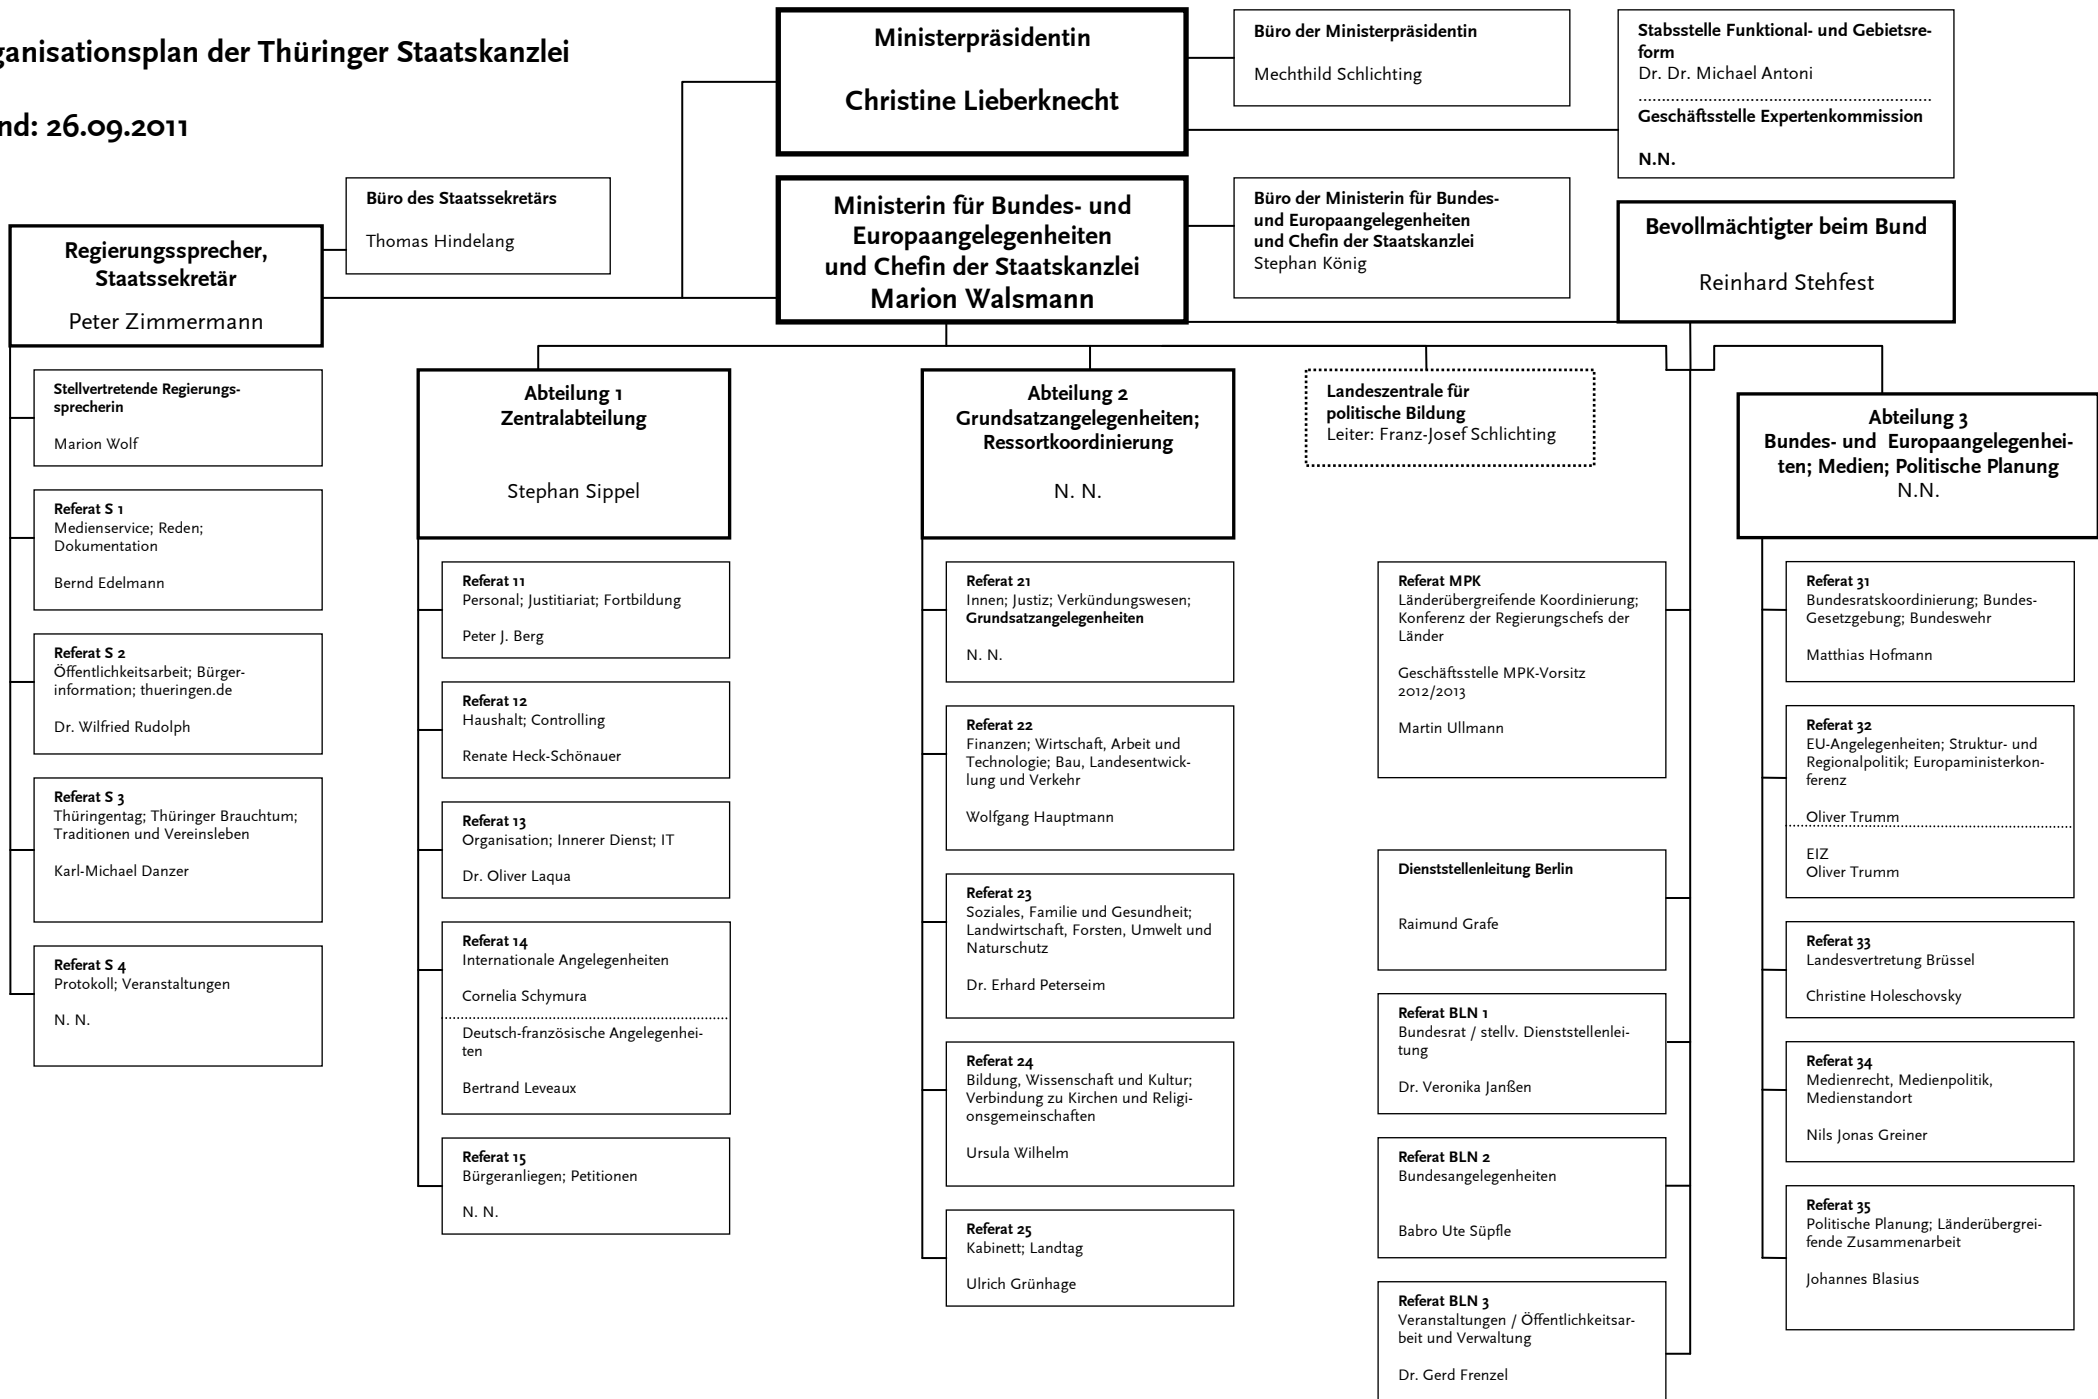 ganisationsplan der Thüringer Staatskanzlei
nd: 26.09.2011
Ministerpräsidentin
Christine Lieberknecht
Büro der Ministerpräsidentin
Mechthild Schlichting
Stabsstelle Funktional- und Gebietsre-
form
Dr. Dr. Michael Antoni
Geschäftsstelle Expertenkommission
N.N.
Büro des Staatssekretärs
Thomas Hindelang
Ministerin für Bundes- und
Europaangelegenheiten
und Chefin der Staatskanzlei
Marion Walsmann
Büro der Ministerin für Bundes-
und Europaangelegenheiten
und Chefin der Staatskanzlei
Stephan König
Bevollmächtigter beim Bund
Reinhard Stehfest
Regierungssprecher,
Staatssekretär
Peter Zimmermann
Stellvertretende Regierungs-
sprecherin
Marion Wolf
Referat S 1
Medienservice; Reden;
Dokumentation
Bernd Edelmann
Referat S 2
Öffentlichkeitsarbeit; Bürger-
information; thueringen.de
Dr. Wilfried Rudolph
Referat S 3
Thüringentag; Thüringer Brauchtum;
Traditionen und Vereinsleben
Karl-Michael Danzer
Referat S 4
Protokoll; Veranstaltungen
N. N.
Abteilung 1
Zentralabteilung
Stephan Sippel
Referat 11
Personal; Justitiariat; Fortbildung
Peter J. Berg
Referat 12
Haushalt; Controlling
Renate Heck-Schönauer
Referat 13
Organisation; Innerer Dienst; IT
Dr. Oliver Laqua
Referat 14
Internationale Angelegenheiten
Cornelia Schymura
Deutsch-französische Angelegenhei-
ten
Bertrand Leveaux
Referat 15
Bürgeranliegen; Petitionen
N. N.
Abteilung 2
Grundsatzangelegenheiten;
Ressortkoordinierung
N. N.
Referat 21
Innen; Justiz; Verkündungswesen;
Grundsatzangelegenheiten
N. N.
Referat 22
Finanzen; Wirtschaft, Arbeit und
Technologie; Bau, Landesentwick-
lung und Verkehr
Wolfgang Hauptmann
Referat 23
Soziales, Familie und Gesundheit;
Landwirtschaft, Forsten, Umwelt und
Naturschutz
Dr. Erhard Peterseim
Referat 24
Bildung, Wissenschaft und Kultur;
Verbindung zu Kirchen und Religi-
onsgemeinschaften
Ursula Wilhelm
Referat 25
Kabinett; Landtag
Ulrich Grünhage
Landeszentrale für
politische Bildung
Leiter: Franz-Josef Schlichting
Referat MPK
Länderübergreifende Koordinierung;
Konferenz der Regierungschefs der
Länder
Geschäftsstelle MPK-Vorsitz
2012/2013
Martin Ullmann
Dienststellenleitung Berlin
Raimund Grafe
Referat BLN 1
Bundesrat / stellv. Dienststellenlei-
tung
Dr. Veronika Janßen
Referat BLN 2
Bundesangelegenheiten
Babro Ute Süpfle
Referat BLN 3
Veranstaltungen / Öffentlichkeitsar-
beit und Verwaltung
Dr. Gerd Frenzel
Abteilung 3
Bundes- und Europaangelegenhei-
ten; Medien; Politische Planung
N.N.
Referat 31
Bundesratskoordinierung; Bundes-
Gesetzgebung; Bundeswehr
Matthias Hofmann
Referat 32
EU-Angelegenheiten; Struktur- und
Regionalpolitik; Europaministerkon-
ferenz
Oliver Trumm
EIZ
Oliver Trumm
Referat 33
Landesvertretung Brüssel
Christine Holeschovsky
Referat 34
Medienrecht, Medienpolitik,
Medienstandort
Nils Jonas Greiner
Referat 35
Politische Planung; Länderübergrei-
fende Zusammenarbeit
Johannes Blasius